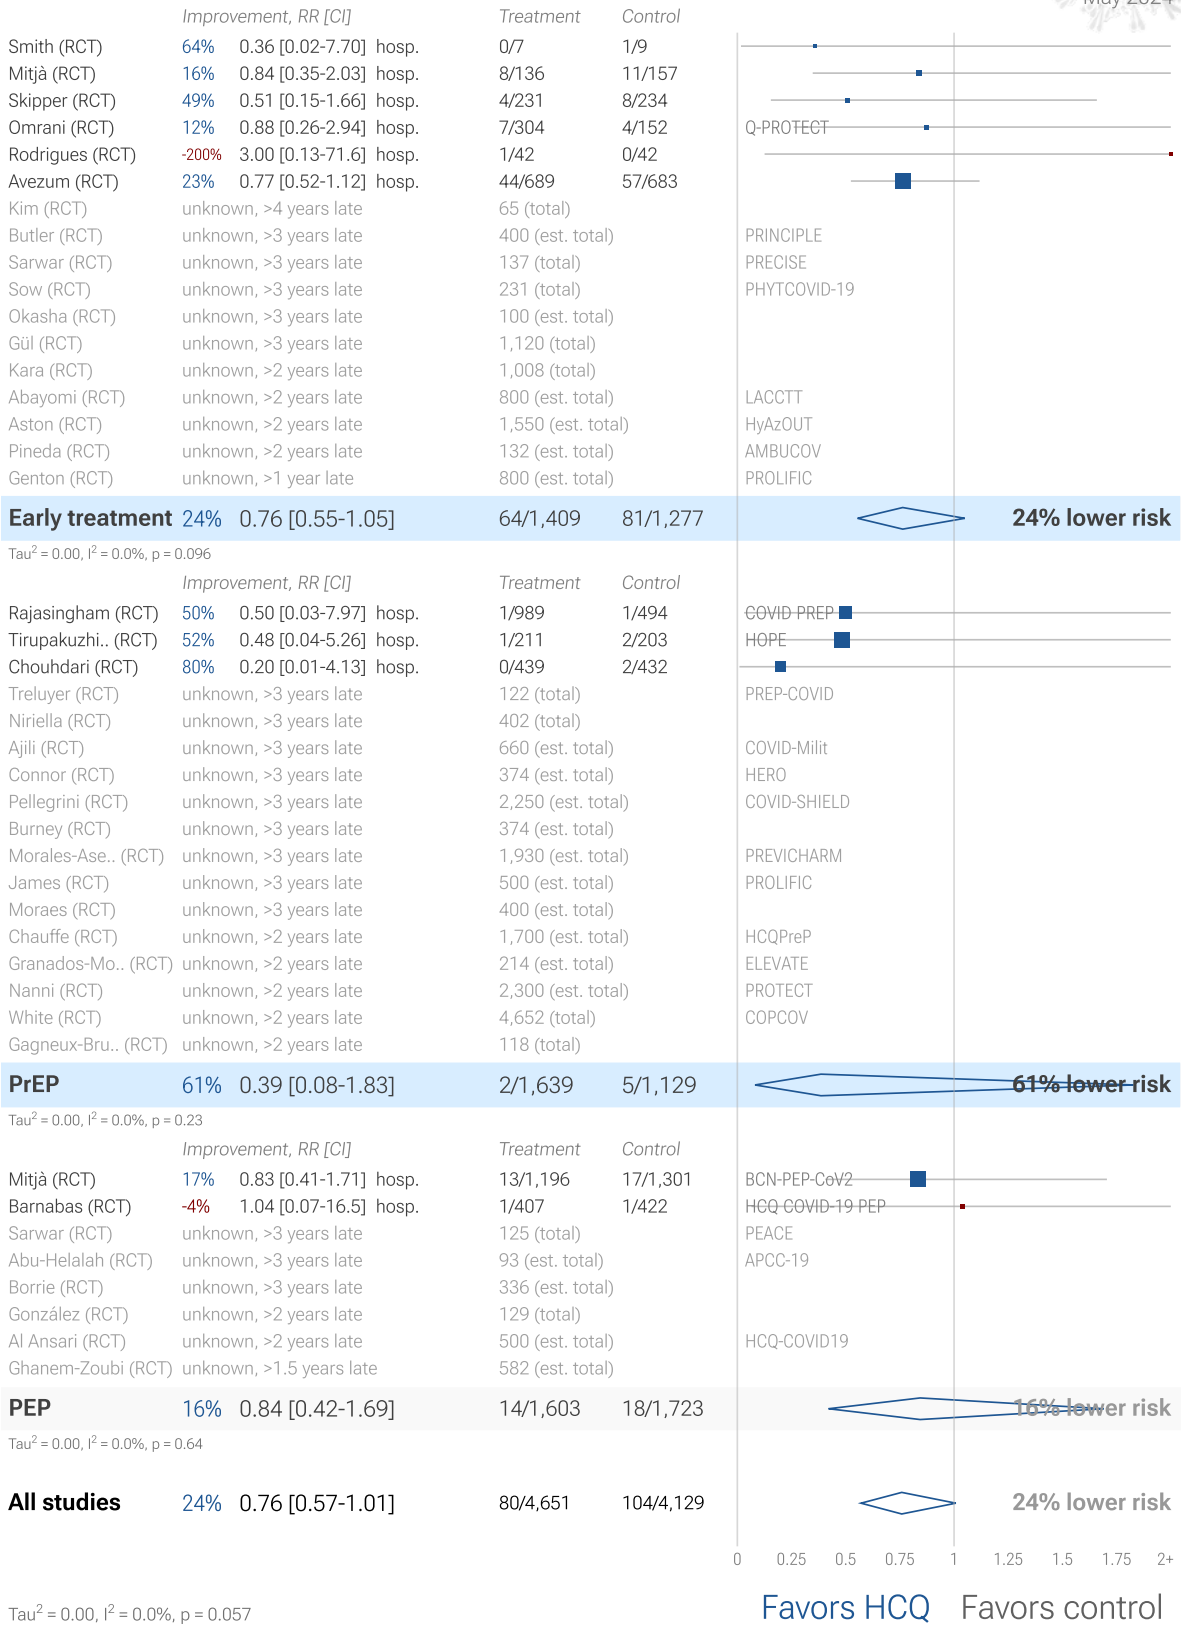 May 2024
Improvement, RR [CI] Treatment Control
Smith (RCT) 64% 0.36 [0.02-7.70] hosp. 0/7 1/9
Mitjà (RCT) 16% 0.84 [0.35-2.03] hosp. 8/136 11/157
Skipper (RCT) 49% 0.51 [0.15-1.66] hosp. 4/231 8/234
Omrani (RCT) 12% 0.88 [0.26-2.94] hosp. 7/304 4/152 Q-PROTECT
Rodrigues (RCT) -200% 3.00 [0.13-71.6] hosp. 1/42 0/42
Avezum (RCT) 23% 0.77 [0.52-1.12] hosp. 44/689 57/683
Kim (RCT) unknown, >4 years late 65 (total)
Butler (RCT) unknown, >3 years late 400 (est. total) PRINCIPLE
Sarwar (RCT) unknown, >3 years late 137 (total) PRECISE
Sow (RCT) unknown, >3 years late 231 (total) PHYTCOVID-19
Okasha (RCT) unknown, >3 years late 100 (est. total)
Gül (RCT) unknown, >3 years late 1,120 (total)
Kara (RCT) unknown, >2 years late 1,008 (total)
Abayomi (RCT) unknown, >2 years late 800 (est. total) LACCTT
Aston (RCT) unknown, >2 years late 1,550 (est. total) HyAzOUT
Pineda (RCT) unknown, >2 years late 132 (est. total) AMBUCOV
Genton (RCT) unknown, >1 year late 800 (est. total) PROLIFIC
Early treatment 24% 0.76 [0.55-1.05] 64/1,409 81/1,277 24% lower risk
Tau² = 0.00, I² = 0.0%, p = 0.096
Improvement, RR [CI] Treatment Control
Rajasingham (RCT) 50% 0.50 [0.03-7.97] hosp. 1/989 1/494 COVID PREP
Tirupakuzhi.. (RCT) 52% 0.48 [0.04-5.26] hosp. 1/211 2/203 HOPE
Chouhdari (RCT) 80% 0.20 [0.01-4.13] hosp. 0/439 2/432
Treluyer (RCT) unknown, >3 years late 122 (total) PREP-COVID
Niriella (RCT) unknown, >3 years late 402 (total)
Ajili (RCT) unknown, >3 years late 660 (est. total) COVID-Milit
Connor (RCT) unknown, >3 years late 374 (est. total) HERO
Pellegrini (RCT) unknown, >3 years late 2,250 (est. total) COVID-SHIELD
Burney (RCT) unknown, >3 years late 374 (est. total)
Morales-Ase.. (RCT) unknown, >3 years late 1,930 (est. total) PREVICHARM
James (RCT) unknown, >3 years late 500 (est. total) PROLIFIC
Moraes (RCT) unknown, >3 years late 400 (est. total)
Chauffe (RCT) unknown, >2 years late 1,700 (est. total) HCQPreP
Granados-Mo.. (RCT) unknown, >2 years late 214 (est. total) ELEVATE
Nanni (RCT) unknown, >2 years late 2,300 (est. total) PROTECT
White (RCT) unknown, >2 years late 4,652 (total) COPCOV
Gagneux-Bru.. (RCT) unknown, >2 years late 118 (total)
PrEP 61% 0.39 [0.08-1.83] 2/1,639 5/1,129 61% lower risk
Tau² = 0.00, I² = 0.0%, p = 0.23
Improvement, RR [CI] Treatment Control
Mitjà (RCT) 17% 0.83 [0.41-1.71] hosp. 13/1,196 17/1,301 BCN-PEP-CoV2
Barnabas (RCT) -4% 1.04 [0.07-16.5] hosp. 1/407 1/422 HCQ COVID-19 PEP
Sarwar (RCT) unknown, >3 years late 125 (total) PEACE
Abu-Helalah (RCT) unknown, >3 years late 93 (est. total) APCC-19
Borrie (RCT) unknown, >3 years late 336 (est. total)
González (RCT) unknown, >2 years late 129 (total)
Al Ansari (RCT) unknown, >2 years late 500 (est. total) HCQ-COVID19
Ghanem-Zoubi (RCT) unknown, >1.5 years late 582 (est. total)
PEP 16% 0.84 [0.42-1.69] 14/1,603 18/1,723 16% lower risk
Tau² = 0.00, I² = 0.0%, p = 0.64
All studies 24% 0.76 [0.57-1.01] 80/4,651 104/4,129 24% lower risk
0 0.25 0.5 0.75 1 1.25 1.5 1.75 2+
Tau² = 0.00, I² = 0.0%, p = 0.057 Favors HCQ Favors control